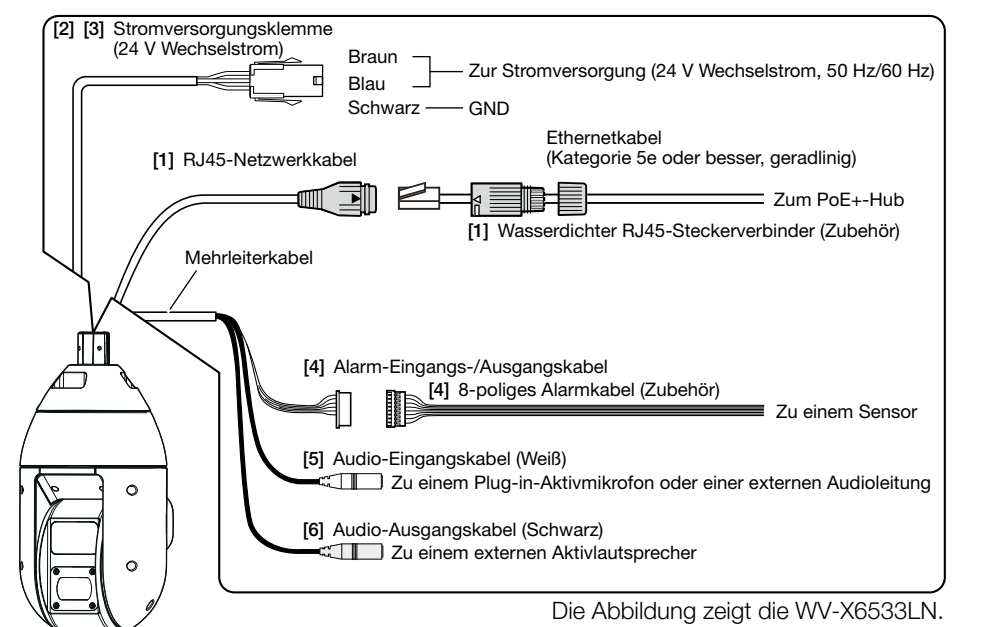 [2] [3] Stromversorgungsklemme
(24 V Wechselstrom)
Braun
Blau
Zur Stromversorgung (24 V Wechselstrom, 50 Hz/60 Hz)
Schwarz
GND
Ethernetkabel
(Kategorie 5e oder besser, geradlinig)
[1] RJ45-Netzwerkkabel
Zum PoE+-Hub
[1] Wasserdichter RJ45-Steckerverbinder (Zubehör)
Mehrleiterkabel
[4] Alarm-Eingangs-/Ausgangskabel
[4] 8-poliges Alarmkabel (Zubehör)
Zu einem Sensor
[5] Audio-Eingangskabel (Weiß)
Zu einem Plug-in-Aktivmikrofon oder einer externen Audioleitung
[6] Audio-Ausgangskabel (Schwarz)
Zu einem externen Aktivlautsprecher
Die Abbildung zeigt die WV-X6533LN.